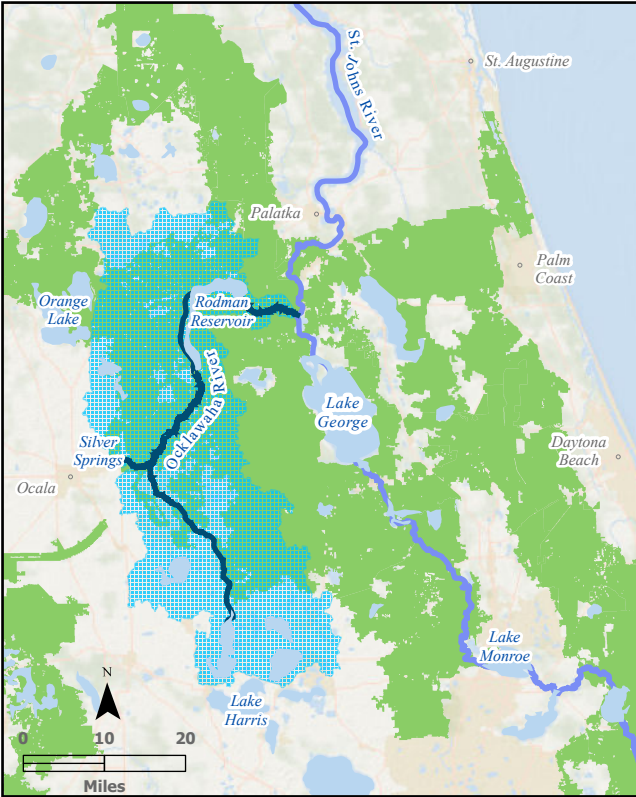 St. Johns River
St. Augustine
Palatka
Palm
Coast
Orange
Lake
Rodman
Reservoir
Ocklawaha River
Lake
George
Silver
Springs
Daytona
Beach
Ocala
Lake
Monroe
N
Lake
Harris
0 10 20
Miles